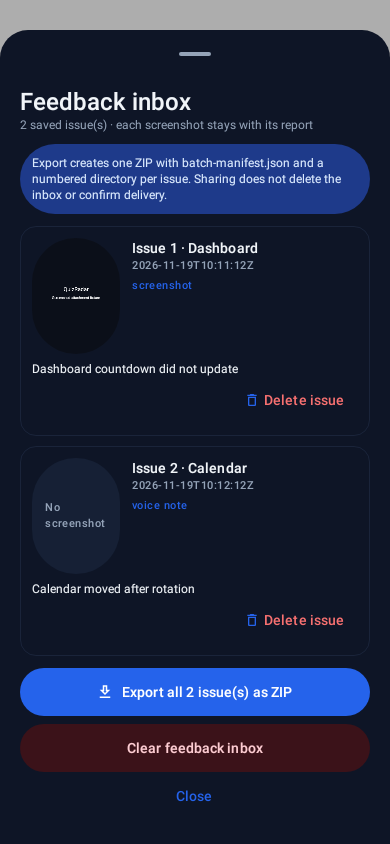 Feedback inbox
2 saved issue(s) · each screenshot stays with its report
Export creates one ZIP with batch-manifest.json and a
numbered directory per issue. Sharing does not delete the
inbox or confirm delivery.
QuizRadar
Issue 1 · Dashboard
2026-11-19T10:11:12Z
screenshot
Dashboard countdown did not update
Delete issue
No
screenshot
Issue 2 · Calendar
2026-11-19T10:12:12Z
voice note
Calendar moved after rotation
Delete issue
Export all 2 issue(s) as ZIP
Clear feedback inbox
Close